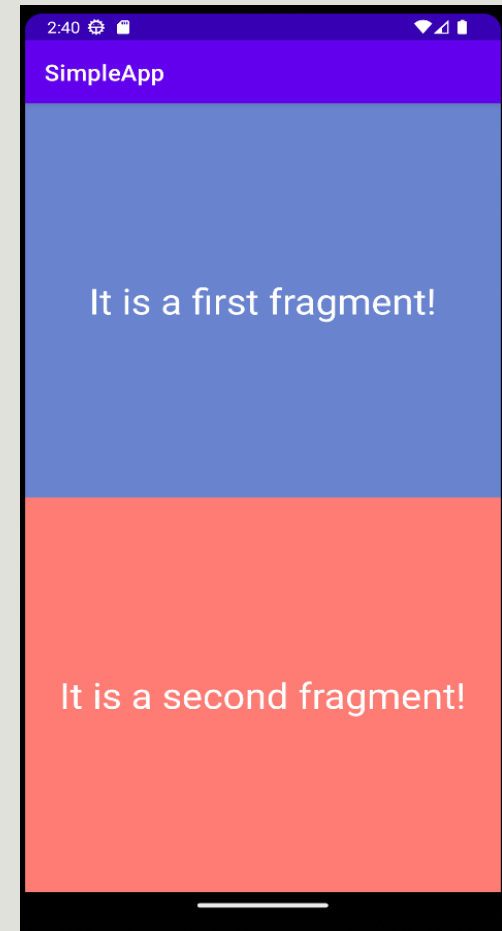 2:40
SimpleApp
It is a first fragment!
It is a second fragment!